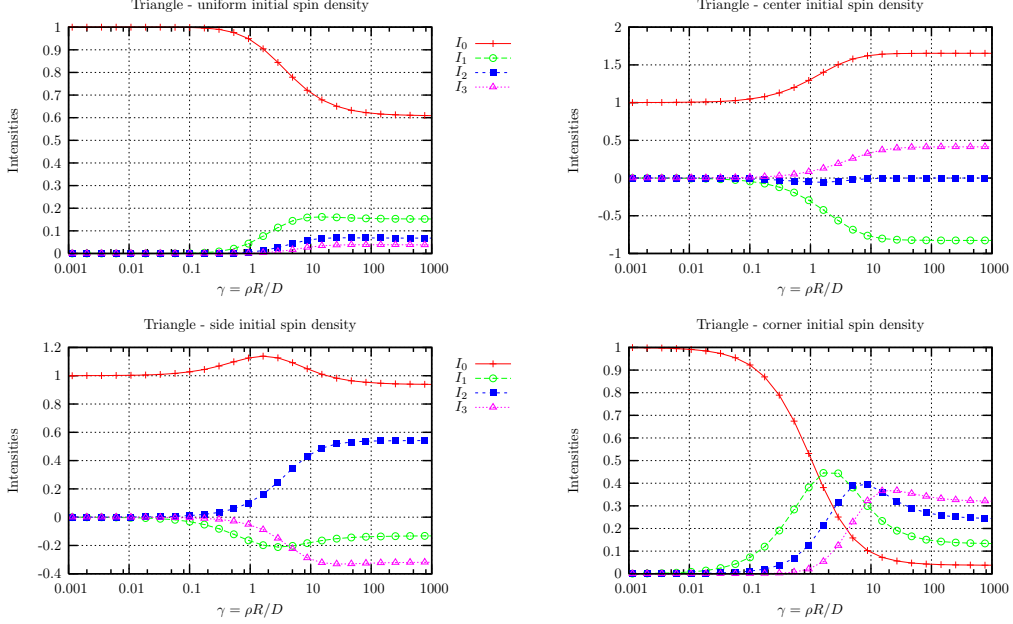 Triangle - uniform initial spin density
1
0.9
0.8
0.7
0.6
0.5
0.4
0.3
0.2
0.1
0
Intensities
0.001 0.01 0.1 1 10 100 1000
γ = ρR/D
I₀
I₁
I₂
I₃
Triangle - center initial spin density
2
1.5
1
0.5
0
-0.5
-1
Intensities
0.001 0.01 0.1 1 10 100 1000
γ = ρR/D
Triangle - side initial spin density
1.2
1
0.8
0.6
0.4
0.2
0
-0.2
-0.4
Intensities
0.001 0.01 0.1 1 10 100 1000
γ = ρR/D
I₀
I₁
I₂
I₃
Triangle - corner initial spin density
1
0.9
0.8
0.7
0.6
0.5
0.4
0.3
0.2
0.1
0
Intensities
0.001 0.01 0.1 1 10 100 1000
γ = ρR/D